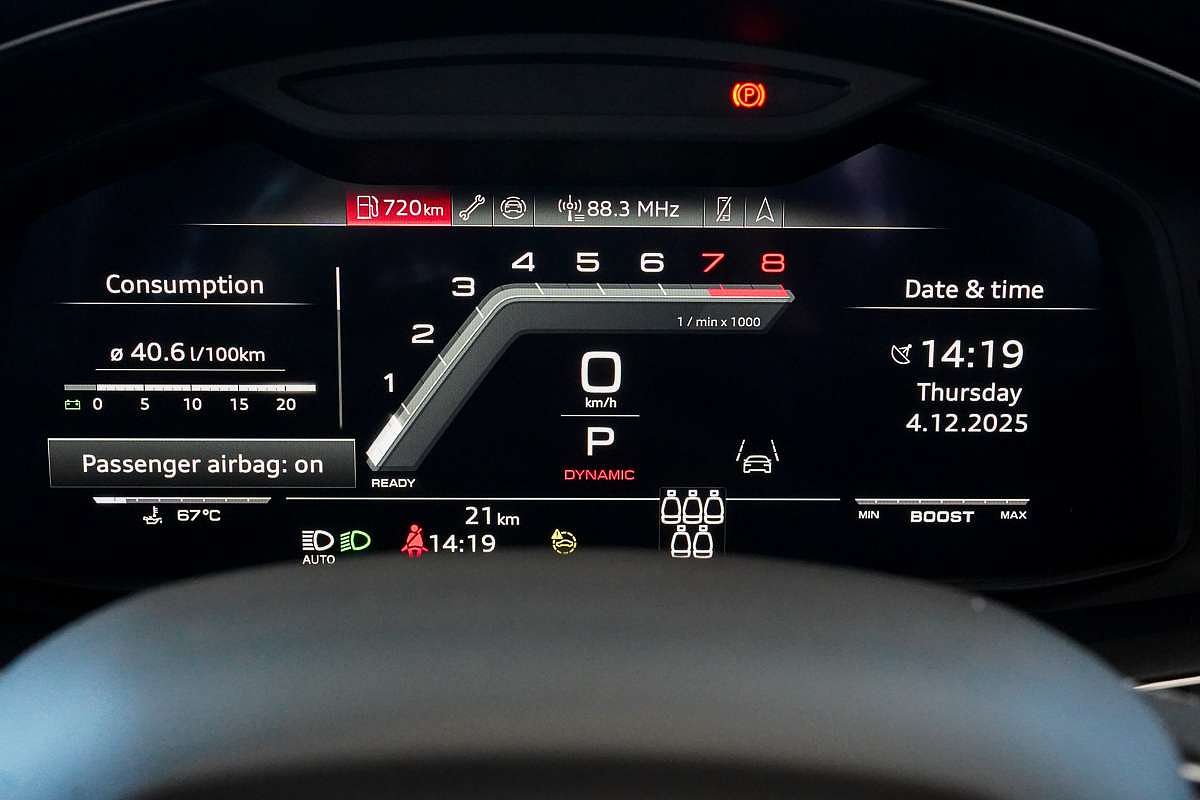 P
720 km
88.3 MHz
Consumption
ø 40.6 l/100km
0 5 10 15 20
Passenger airbag: on
67°C
1 2 3 4 5 6 7 8
1 / min x 1000
0
km/h
P
DYNAMIC
READY
Date & time
14:19
Thursday
4.12.2025
MIN BOOST MAX
21 km
14:19
AUTO